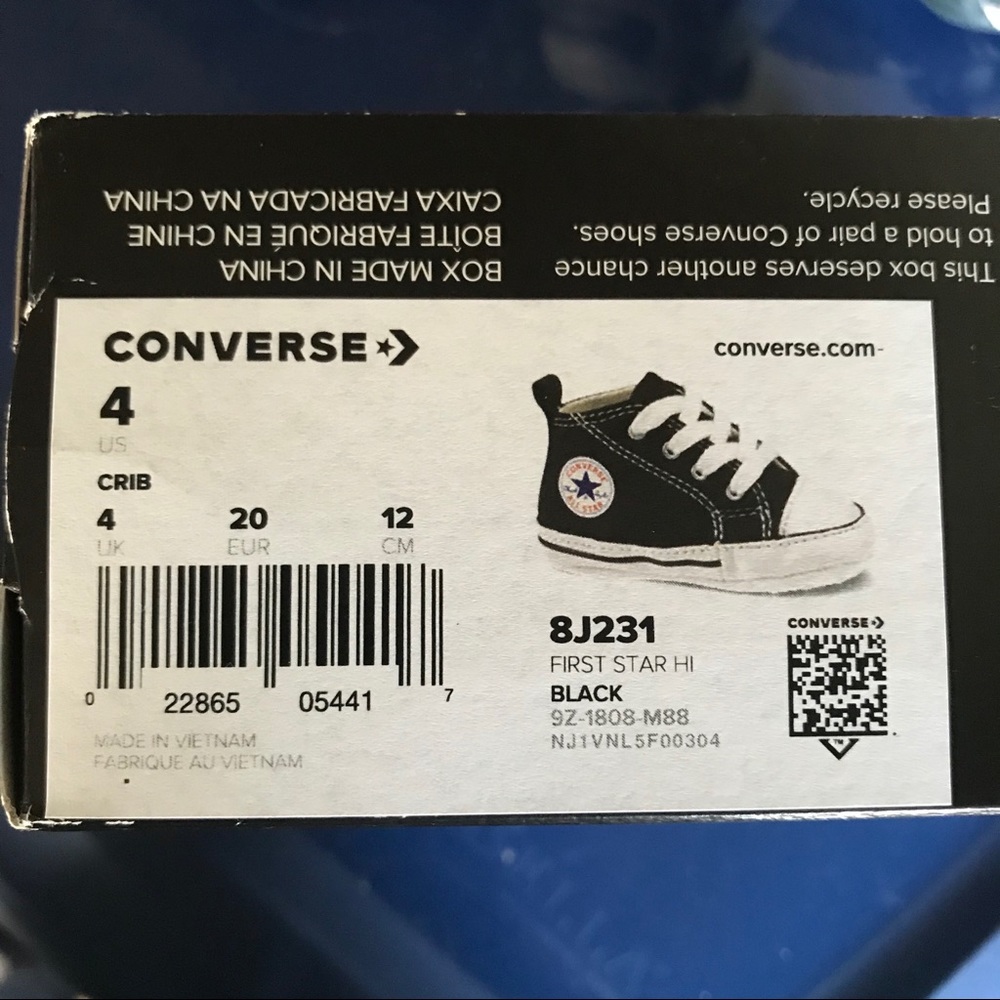 CAIXA FABRICADA NA CHINA
BOÎTE FABRIQUÉ EN CHINE
BOX MADE IN CHINA
This box deserves another chance
to hold a pair of Converse shoes.
Please recycle.
CONVERSE
converse.com-
4
US
CRIB
4 20 12
UK EUR CM
CONVERSE
ALL STAR
0 22865 05441 7
MADE IN VIETNAM
FABRIQUE AU VIETNAM
8J231
FIRST STAR HI
BLACK
9Z-1808-M88
NJ1VNL5F00304
CONVERSE
TM